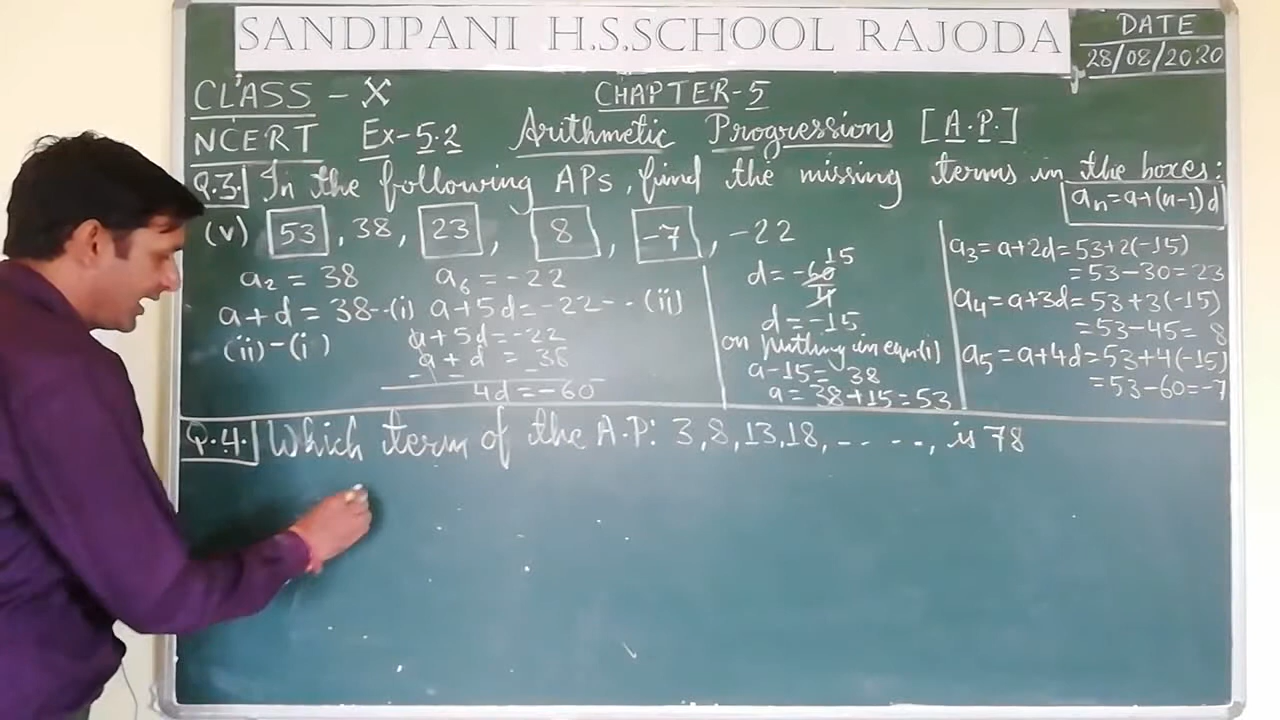 SANDIPANI H.S.SCHOOL RAJODA
DATE
28/08/2020
CLASS - X CHAPTER-5
NCERT Ex-5.2 Arithmetic Progressions [A.P.]
Q.3. In the following APs, find the missing terms in the boxes:
aₙ=a+(n-1)d
(v) 53, 38, 23, 8, -7, -22
a₂ = 38 a₆ = -22
a+d = 38--(i) a+5d=-22--(ii)
(ii)-(i) a+5d=-22
a+d = 38
- - -
4d=-60
d=-60/4 15
d=-15
on putting in eqn(i)
a-15= 38
a=38+15=53
a₃=a+2d=53+2(-15)
=53-30=23
a₄=a+3d=53+3(-15)
=53-45= 8
a₅=a+4d=53+4(-15)
=53-60=-7
Q.4. Which term of the A.P: 3,8,13,18,-----, is 78